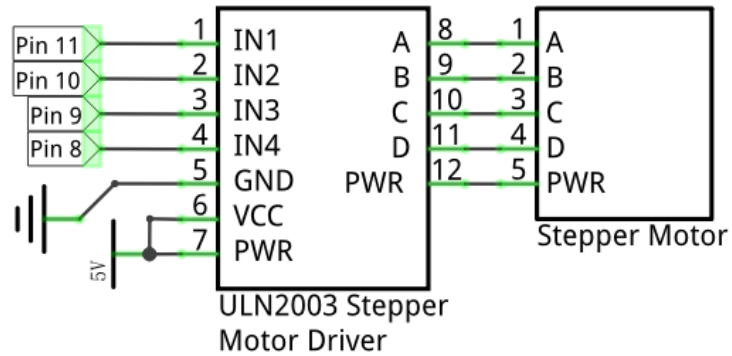 Pin 11 1 IN1 A 8 1 A
Pin 10 2 IN2 B 9 2 B
Pin 9 3 IN3 C 10 3 C
Pin 8 4 IN4 D 11 4 D
5 GND PWR 12 5 PWR
6 VCC
7 PWR
5V
Stepper Motor
ULN2003 Stepper
Motor Driver